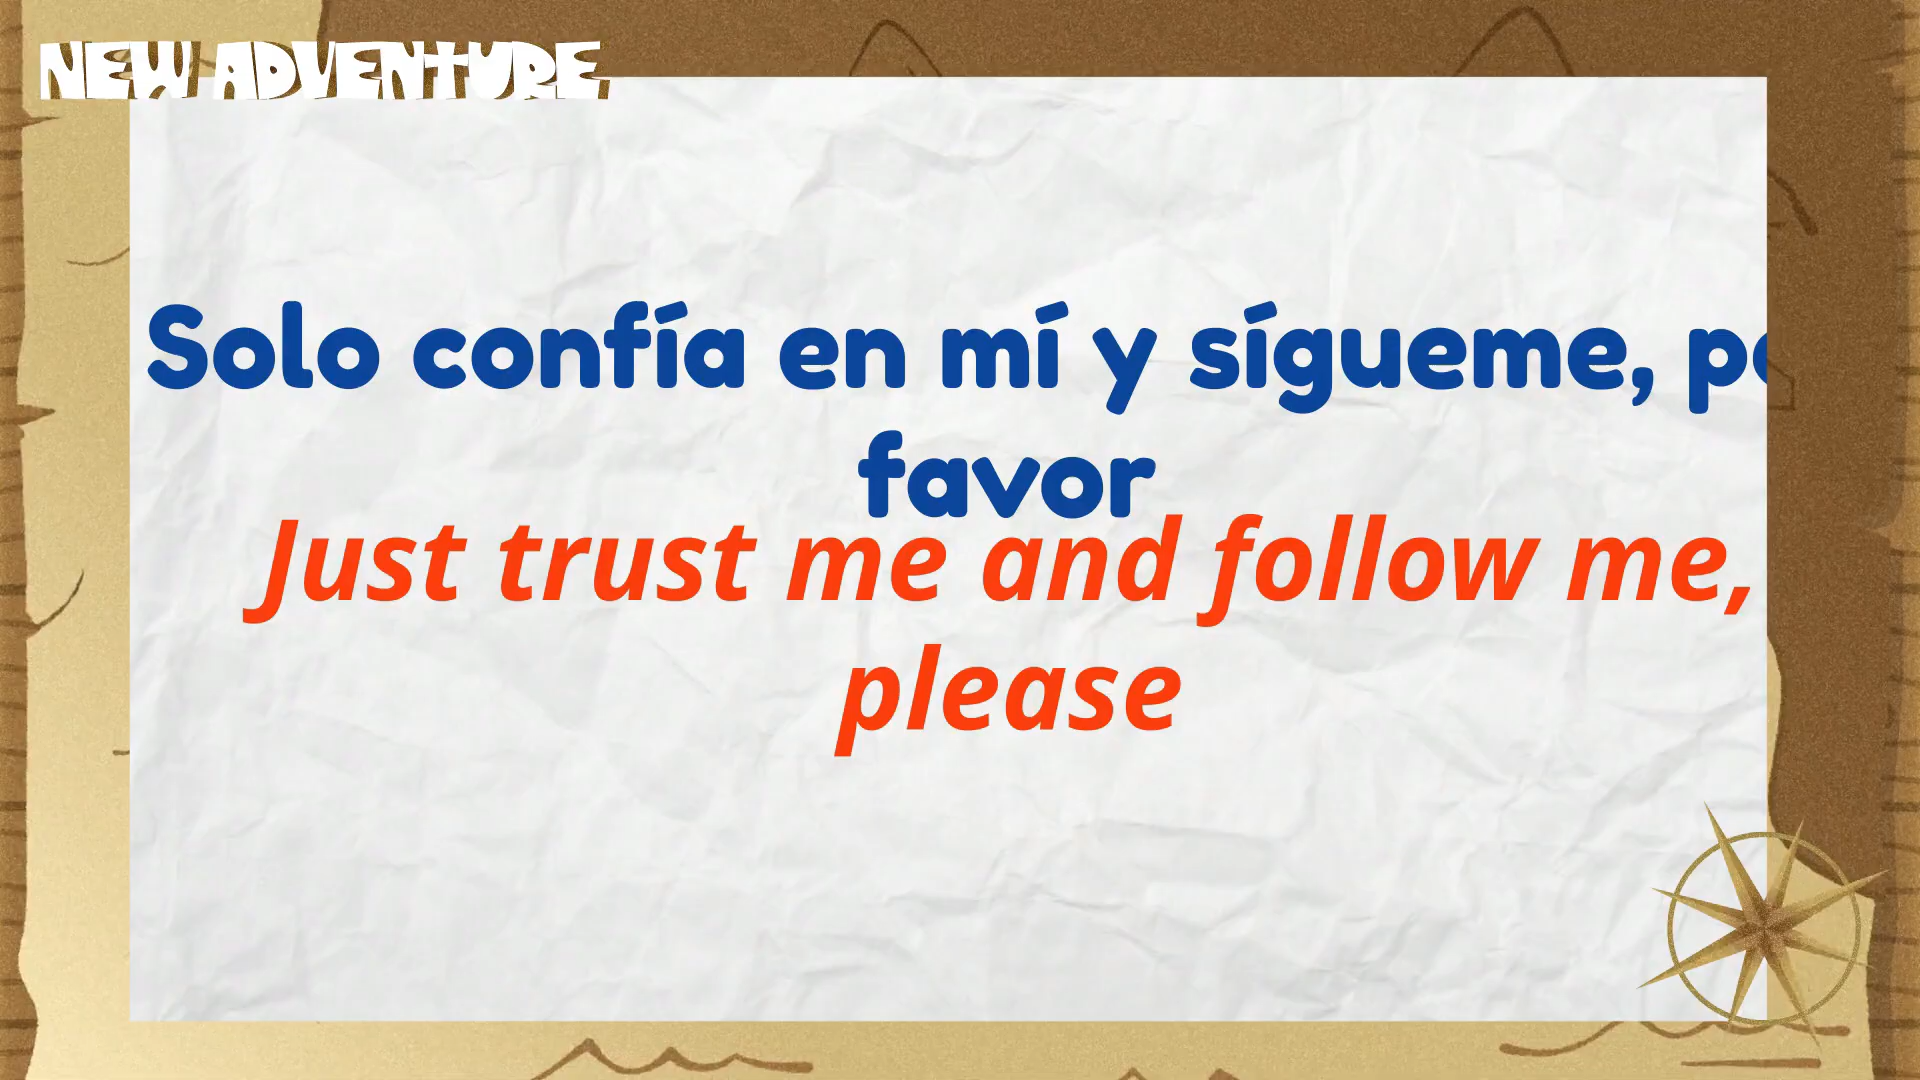 NEW ADVENTURE
Solo confía en mí y sígueme,
favor
Just trust me and follow me,
please